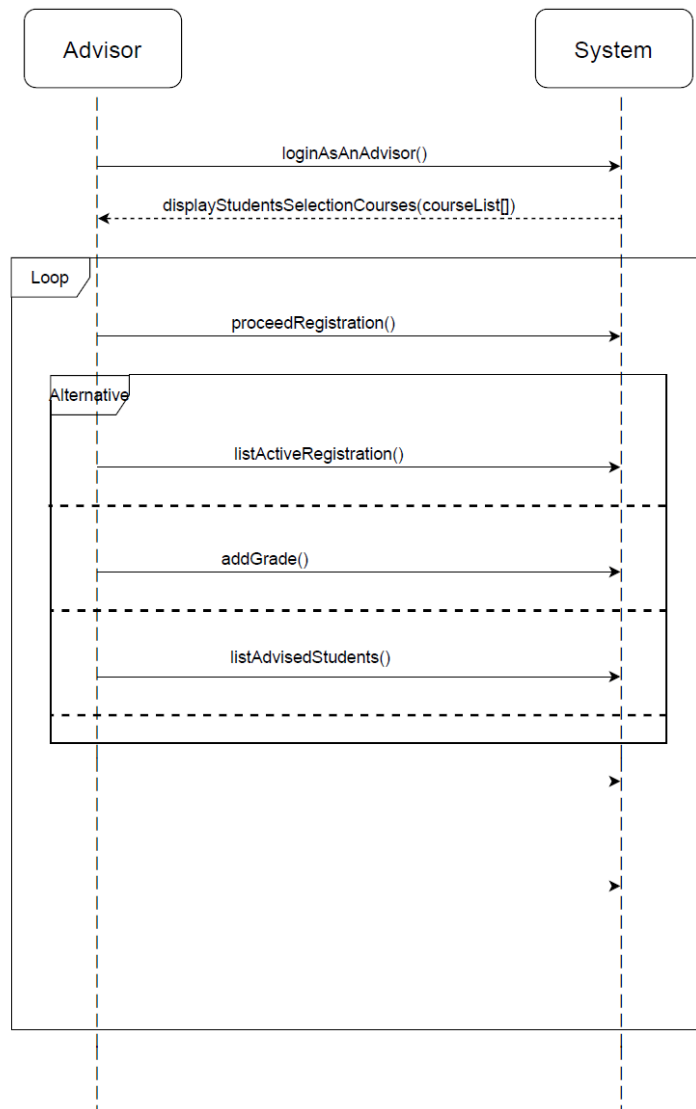 Advisor
System
loginAsAnAdvisor()
displayStudentsSelectionCourses(courseList[])
Loop
proceedRegistration()
Alternative
listActiveRegistration()
addGrade()
listAdvisedStudents()